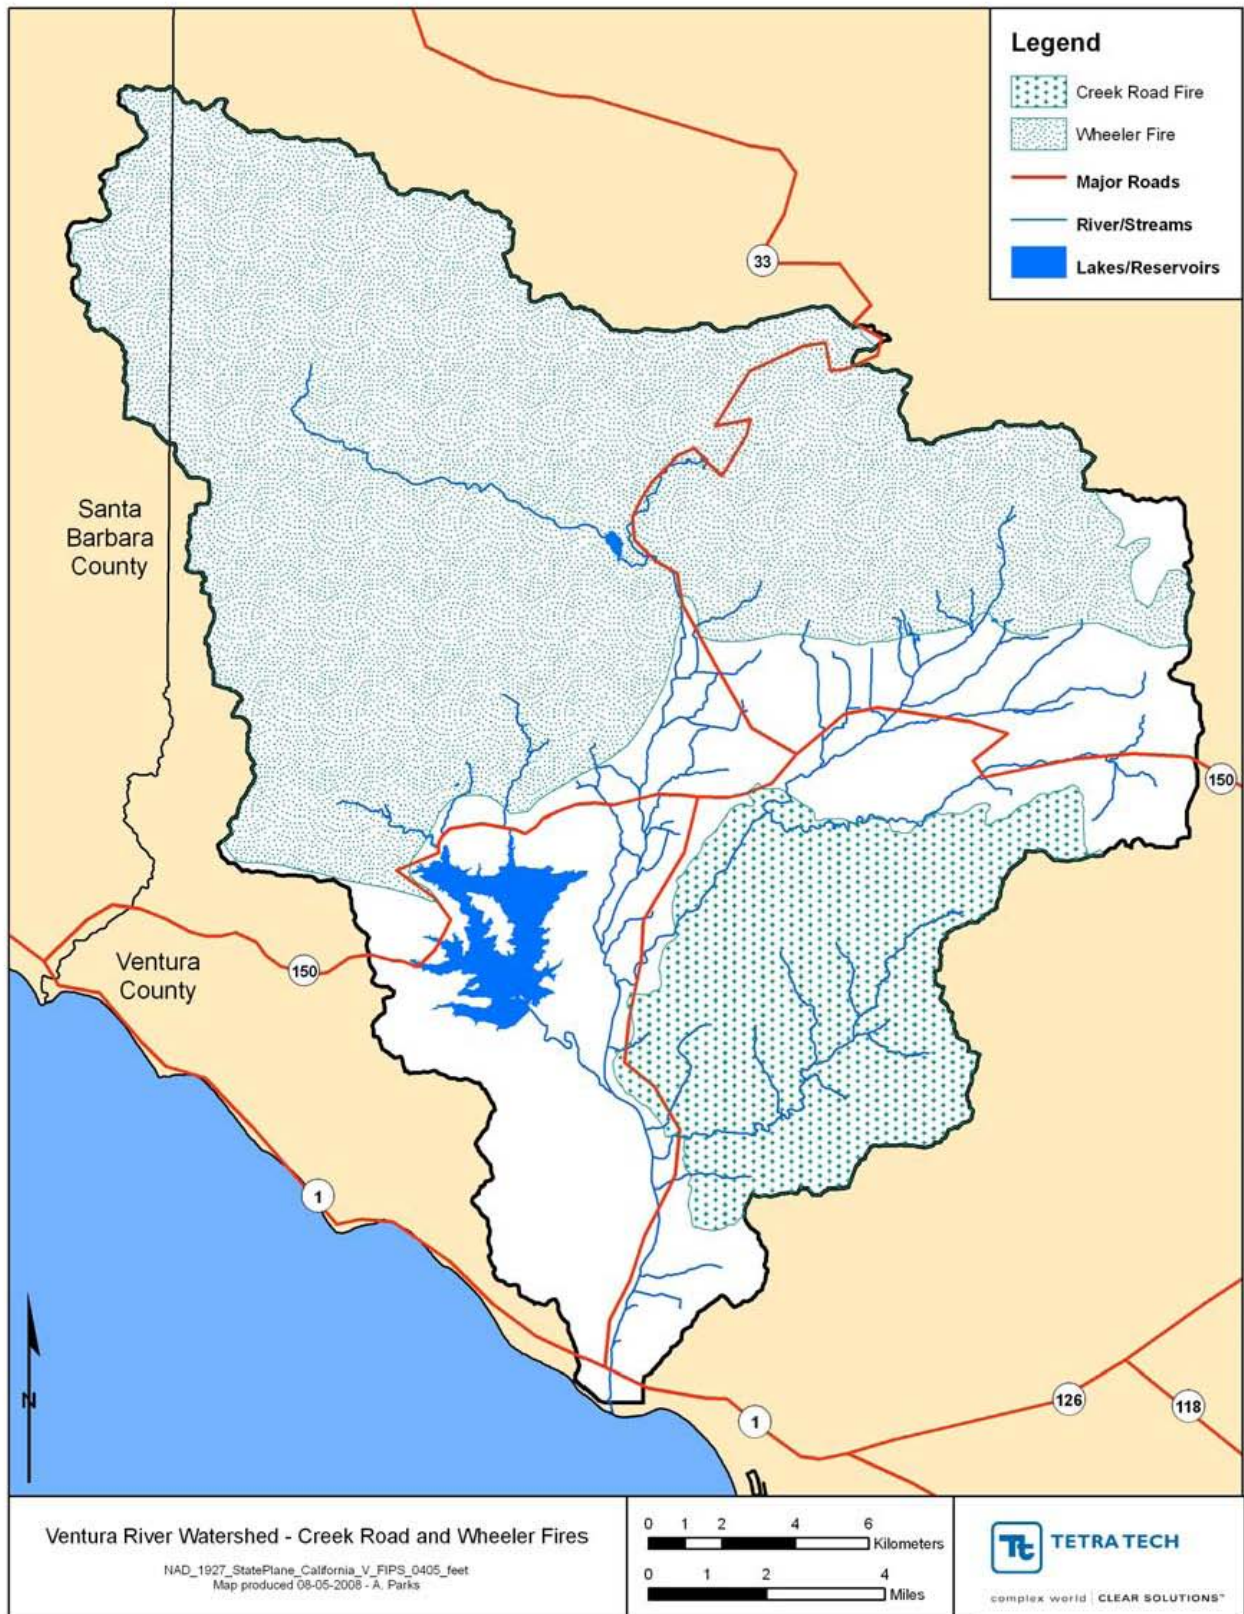 Legend
Creek Road Fire
Wheeler Fire
Major Roads
River/Streams
Lakes/Reservoirs
33
Santa
Barbara
County
150
Ventura
County
150
1
1
126
118
N
Ventura River Watershed - Creek Road and Wheeler Fires
NAD_1927_StatePlane_California_V_FIPS_0405_feet
Map produced 08-05-2008 - A. Parks
0 1 2 4 6
Kilometers
0 1 2 4
Miles
Tt TETRA TECH
complex world | CLEAR SOLUTIONS™